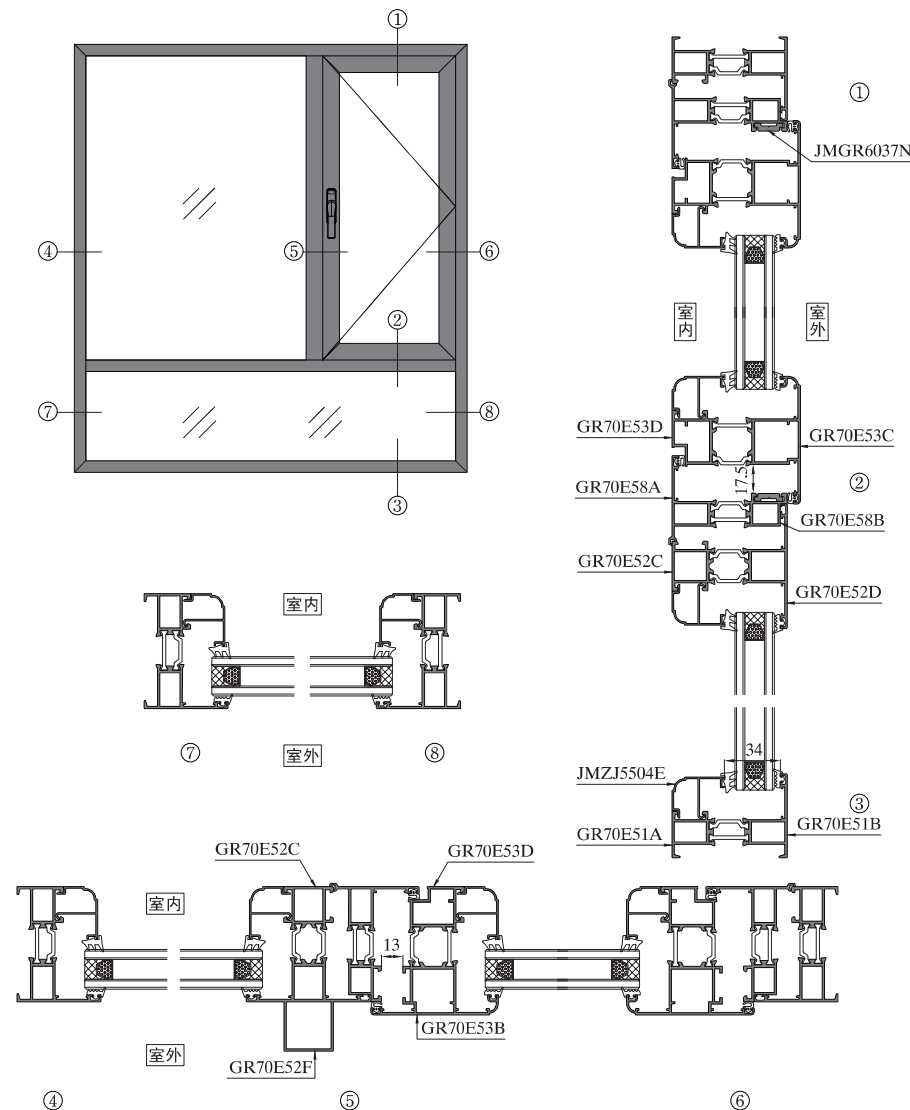 ①
④
⑤
⑥
②
⑦
⑧
③
①
JMGR6037N
室内
室外
GR70E53D
GR70E53C
17.5
GR70E58A
②
GR70E58B
GR70E52C
GR70E52D
34
JMZJ5504E
③
GR70E51A
GR70E51B
室内
⑦
室外
⑧
GR70E52C
GR70E53D
室内
13
GR70E53B
室外
GR70E52F
④
⑤
⑥